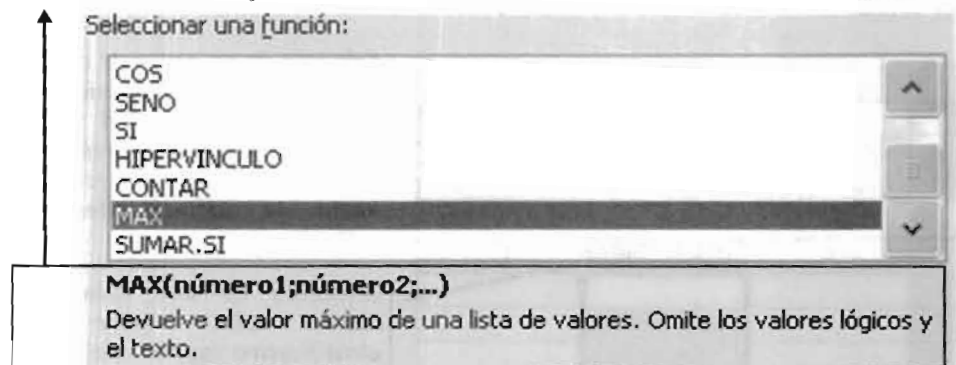 Seleccionar una función:
COS
SENO
SI
HIPERVINCULO
CONTAR
MAX
SUMAR.SI
MAX(número1;número2;...)
Devuelve el valor máximo de una lista de valores. Omite los valores lógicos y
el texto.